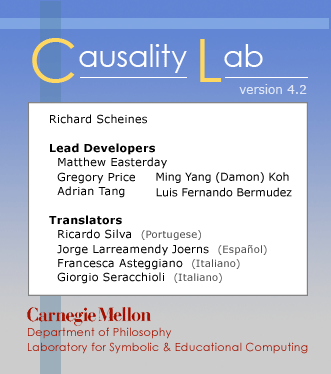 Causality Lab
version 4.2
Richard Scheines
Lead Developers
Matthew Easterday
Gregory Price Ming Yang (Damon) Koh
Adrian Tang Luis Fernando Bermudez
Translators
Ricardo Silva (Portugese)
Jorge Larreamendy Joerns (Español)
Francesca Asteggiano (Italiano)
Giorgio Seracchioli (Italiano)
Carnegie Mellon
Department of Philosophy
Laboratory for Symbolic & Educational Computing